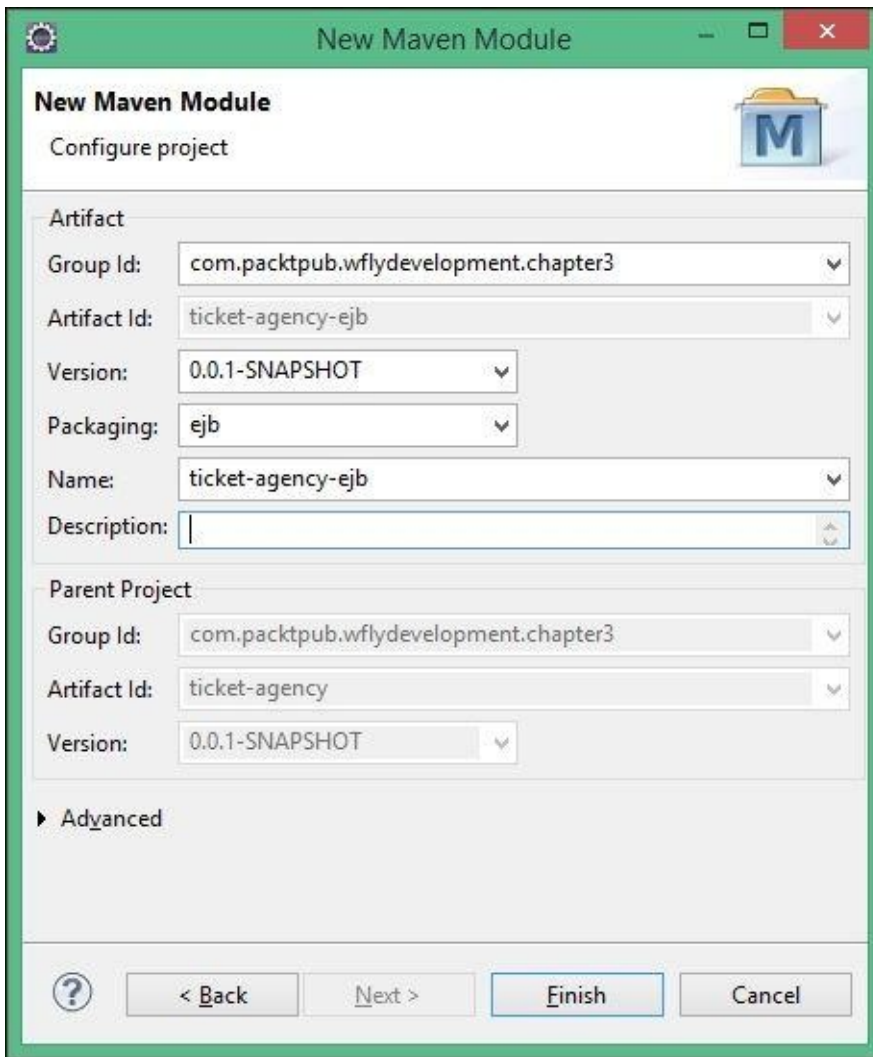 New Maven Module
New Maven Module
Configure project
M
Artifact
Group Id: com.packtpub.wflydevelopment.chapter3
Artifact Id: ticket-agency-ejb
Version: 0.0.1-SNAPSHOT
Packaging: ejb
Name: ticket-agency-ejb
Description:
Parent Project
Group Id: com.packtpub.wflydevelopment.chapter3
Artifact Id: ticket-agency
Version: 0.0.1-SNAPSHOT
Advanced
? < Back Next > Finish Cancel